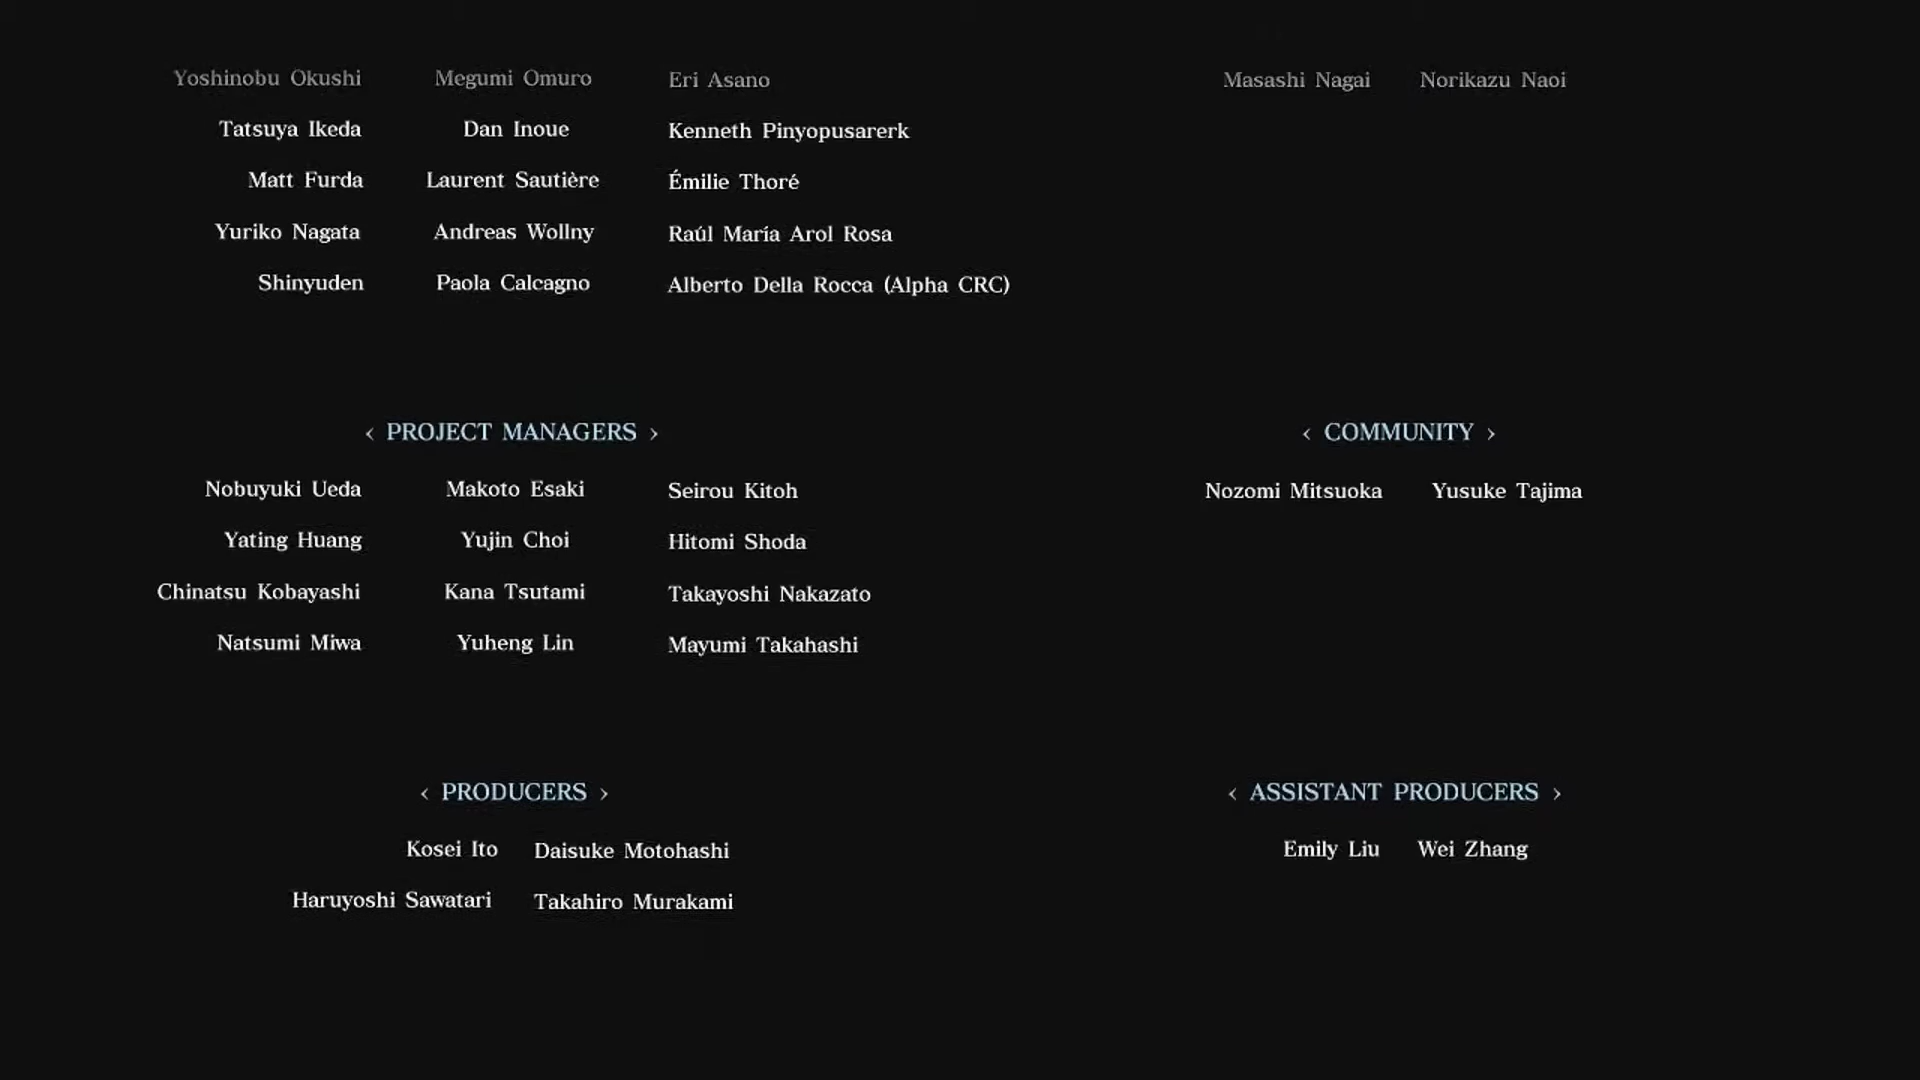 Yoshinobu Okushi Megumi Omuro Eri Asano Masashi Nagai Norikazu Naoi
Tatsuya Ikeda Dan Inoue Kenneth Pinyopusarerk
Matt Furda Laurent Sautière Émilie Thoré
Yuriko Nagata Andreas Wollny Raúl María Arol Rosa
Shinyuden Paola Calcagno Alberto Della Rocca (Alpha CRC)
‹ PROJECT MANAGERS ›
Nobuyuki Ueda Makoto Esaki Seirou Kitoh
Yating Huang Yujin Choi Hitomi Shoda
Chinatsu Kobayashi Kana Tsutami Takayoshi Nakazato
Natsumi Miwa Yuheng Lin Mayumi Takahashi
‹ COMMUNITY ›
Nozomi Mitsuoka Yusuke Tajima
‹ PRODUCERS ›
Kosei Ito Daisuke Motohashi
Haruyoshi Sawatari Takahiro Murakami
‹ ASSISTANT PRODUCERS ›
Emily Liu Wei Zhang